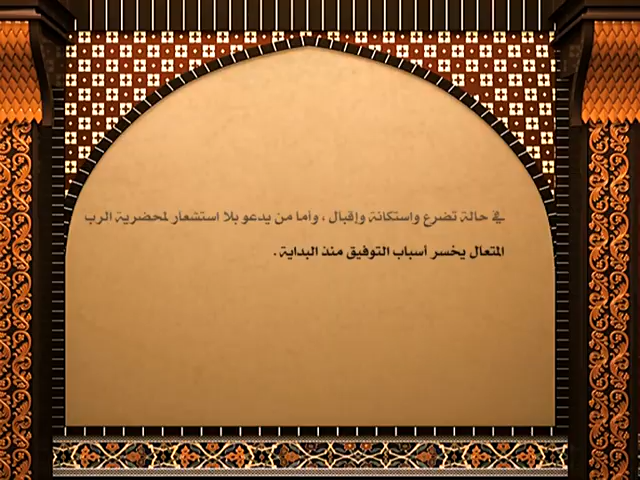 في حالة تضرع واستكانة وإقبال ، وأما من يدعو بلا استشعار لمحضرية الرب
المتعال يخسر أسباب التوفيق منذ البداية .